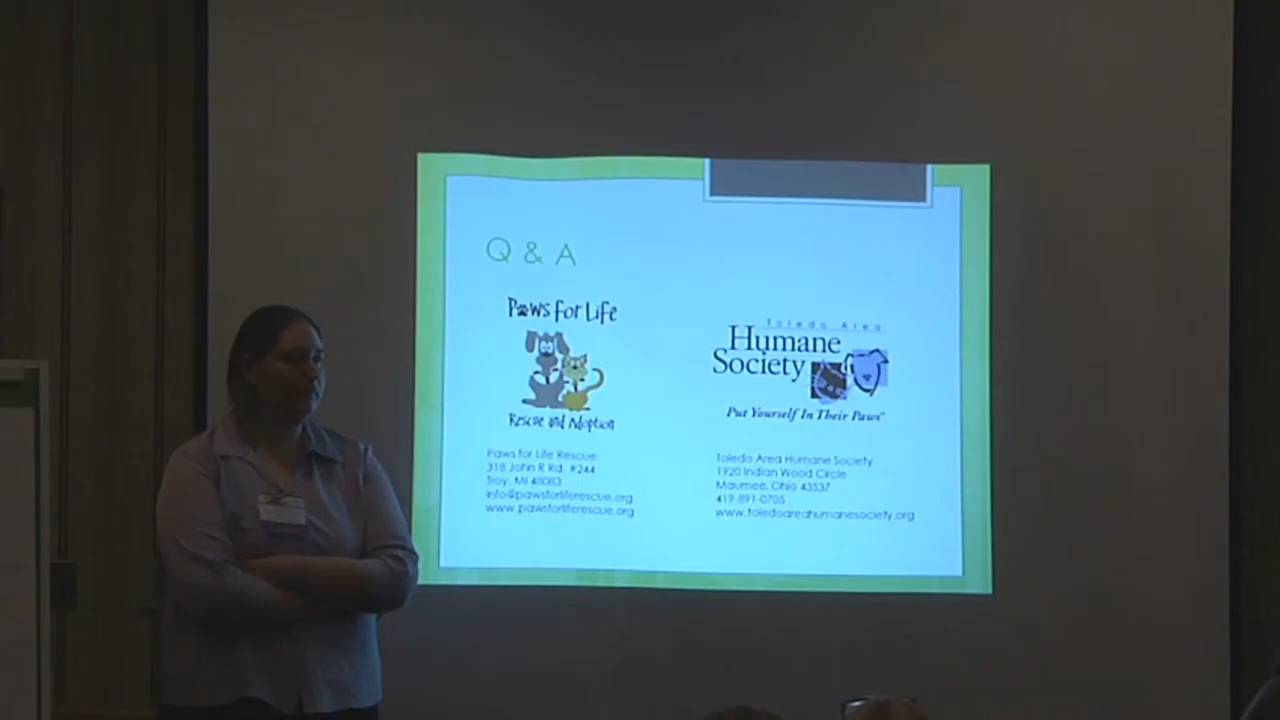 Q & A
Paws for Life
Rescue and Adoption
Paws for Life Rescue
318 John R Rd. #244
Troy, MI 48083
info@pawsforliferescue.org
www.pawsforliferescue.org
Toledo Area
Humane
Society
Put Yourself In Their Paws™
Toledo Area Humane Society
1920 Indian Wood Circle
Maumee, Ohio 43537
419-891-0705
www.toledoareahumanesociety.org